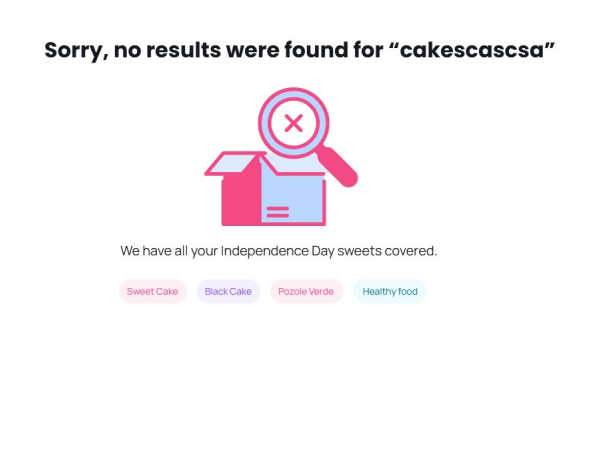 Sorry, no results were found for “cakescascsa”
We have all your Independence Day sweets covered.
Sweet Cake Black Cake Pozole Verde Healthy food